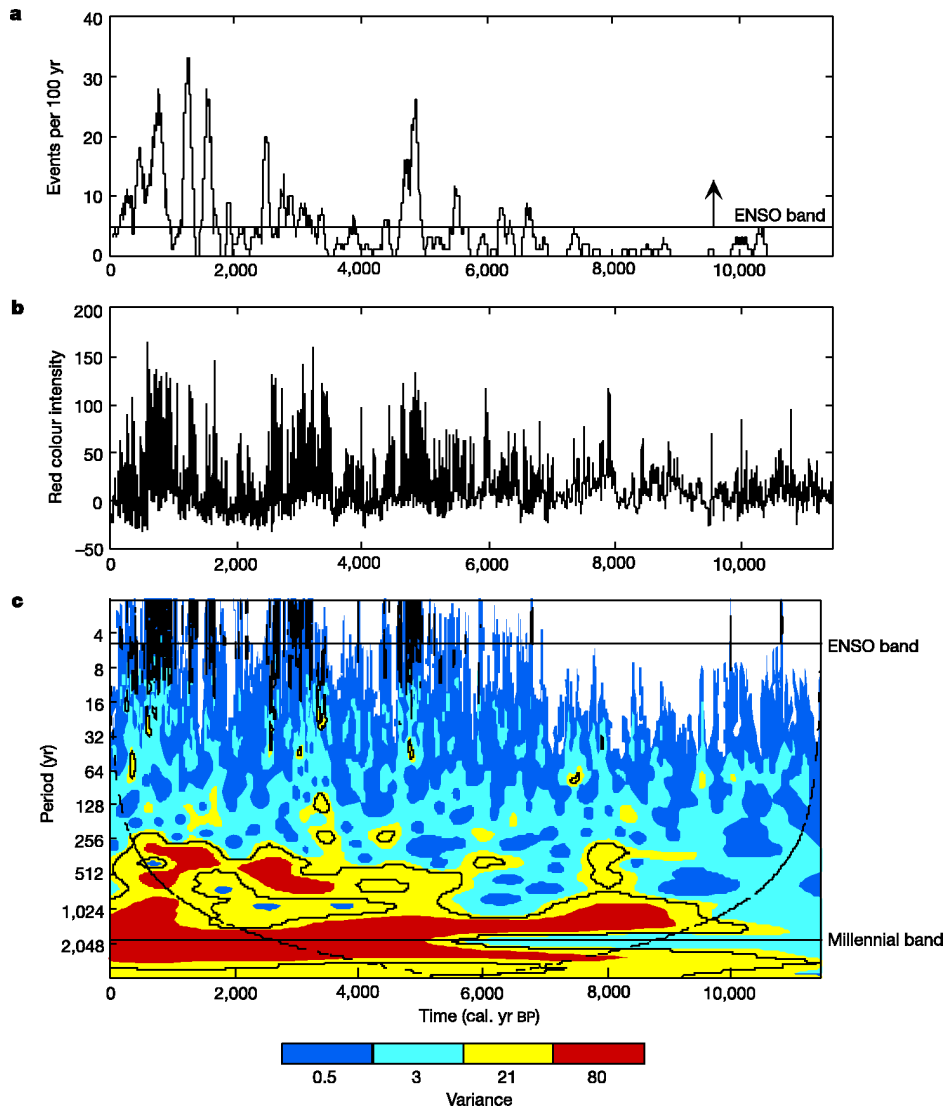 a
40
30
20
10
0
Events per 100 yr
ENSO band
0 2,000 4,000 6,000 8,000 10,000
b
200
150
100
50
0
–50
Red colour intensity
0 2,000 4,000 6,000 8,000 10,000
c
4
8
16
32
64
128
256
512
1,024
2,048
Period (yr)
ENSO band
Millennial band
0 2,000 4,000 6,000 8,000 10,000
Time (cal. yr BP)
0.5 3 21 80
Variance